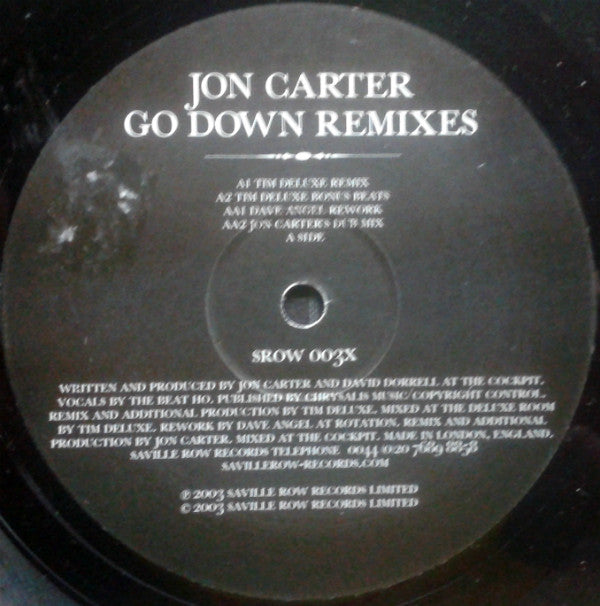 JON CARTER
GO DOWN REMIXES
A1 TIM DELUXE REMIX
A2 TIM DELUXE BONUS BEATS
AA1 DAVE ANGEL REWORK
AA2 JON CARTER'S DUB MIX
A SIDE
SROW 003X
WRITTEN AND PRODUCED BY JON CARTER AND DAVID DORRELL AT THE COCKPIT.
VOCALS BY THE BEAT HO. PUBLISHED BY CHRYSALIS MUSIC/ COPYRIGHT CONTROL.
REMIX AND ADDITIONAL PRODUCTION BY TIM DELUXE. MIXED AT THE DELUXE ROOM
BY TIM DELUXE. REWORK BY DAVE ANGEL AT ROTATION. REMIX AND ADDITIONAL
PRODUCTION BY JON CARTER. MIXED AT THE COCKPIT. MADE IN LONDON, ENGLAND.
SAVILLE ROW RECORDS TELEPHONE 0044 (0)20 7689 8858
SAVILLEROW-RECORDS.COM
℗ 2003 SAVILLE ROW RECORDS LIMITED
© 2003 SAVILLE ROW RECORDS LIMITED